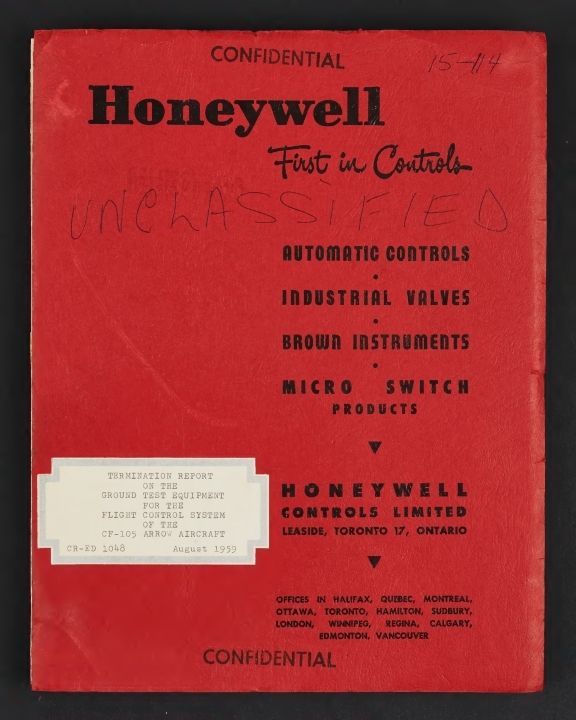 CONFIDENTIAL
15-114
Honeywell
First in Controls
UNCLASSIFIED
AUTOMATIC CONTROLS
INDUSTRIAL VALVES
BROWN INSTRUMENTS
MICRO SWITCH
PRODUCTS
TERMINATION REPORT
ON THE
GROUND TEST EQUIPMENT
FOR THE
FLIGHT CONTROL SYSTEM
OF THE
CF-105 ARROW AIRCRAFT
CR-ED 1048 August 1959
HONEYWELL
CONTROLS LIMITED
LEASIDE, TORONTO 17, ONTARIO
OFFICES IN HALIFAX, QUEBEC, MONTREAL,
OTTAWA, TORONTO, HAMILTON, SUDBURY,
LONDON, WINNIPEG, REGINA, CALGARY,
EDMONTON, VANCOUVER
CONFIDENTIAL